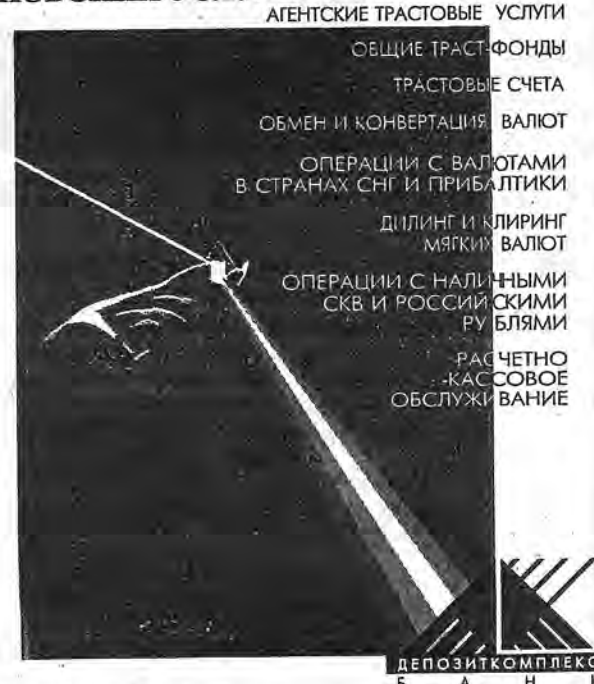 АГЕНТСКИЕ ТРАСТОВЫЕ УСЛУГИ
ОБЩИЕ ТРАСТ-ФОНДЫ
ТРАСТОВЫЕ СЧЕТА
ОБМЕН И КОНВЕРТАЦИЯ ВАЛЮТ
ОПЕРАЦИИ С ВАЛЮТАМИ
В СТРАНАХ СНГ И ПРИБАЛТИКИ
ДИЛИНГ И КЛИРИНГ
МЯГКИХ ВАЛЮТ
ОПЕРАЦИИ С НАЛИЧНЫМИ
СКВ И РОССИЙСКИМИ
РУБЛЯМИ
РАСЧЕТНО
-КАССОВОЕ
ОБСЛУЖИВАНИЕ
ДЕПОЗИТКОМПЛЕКС